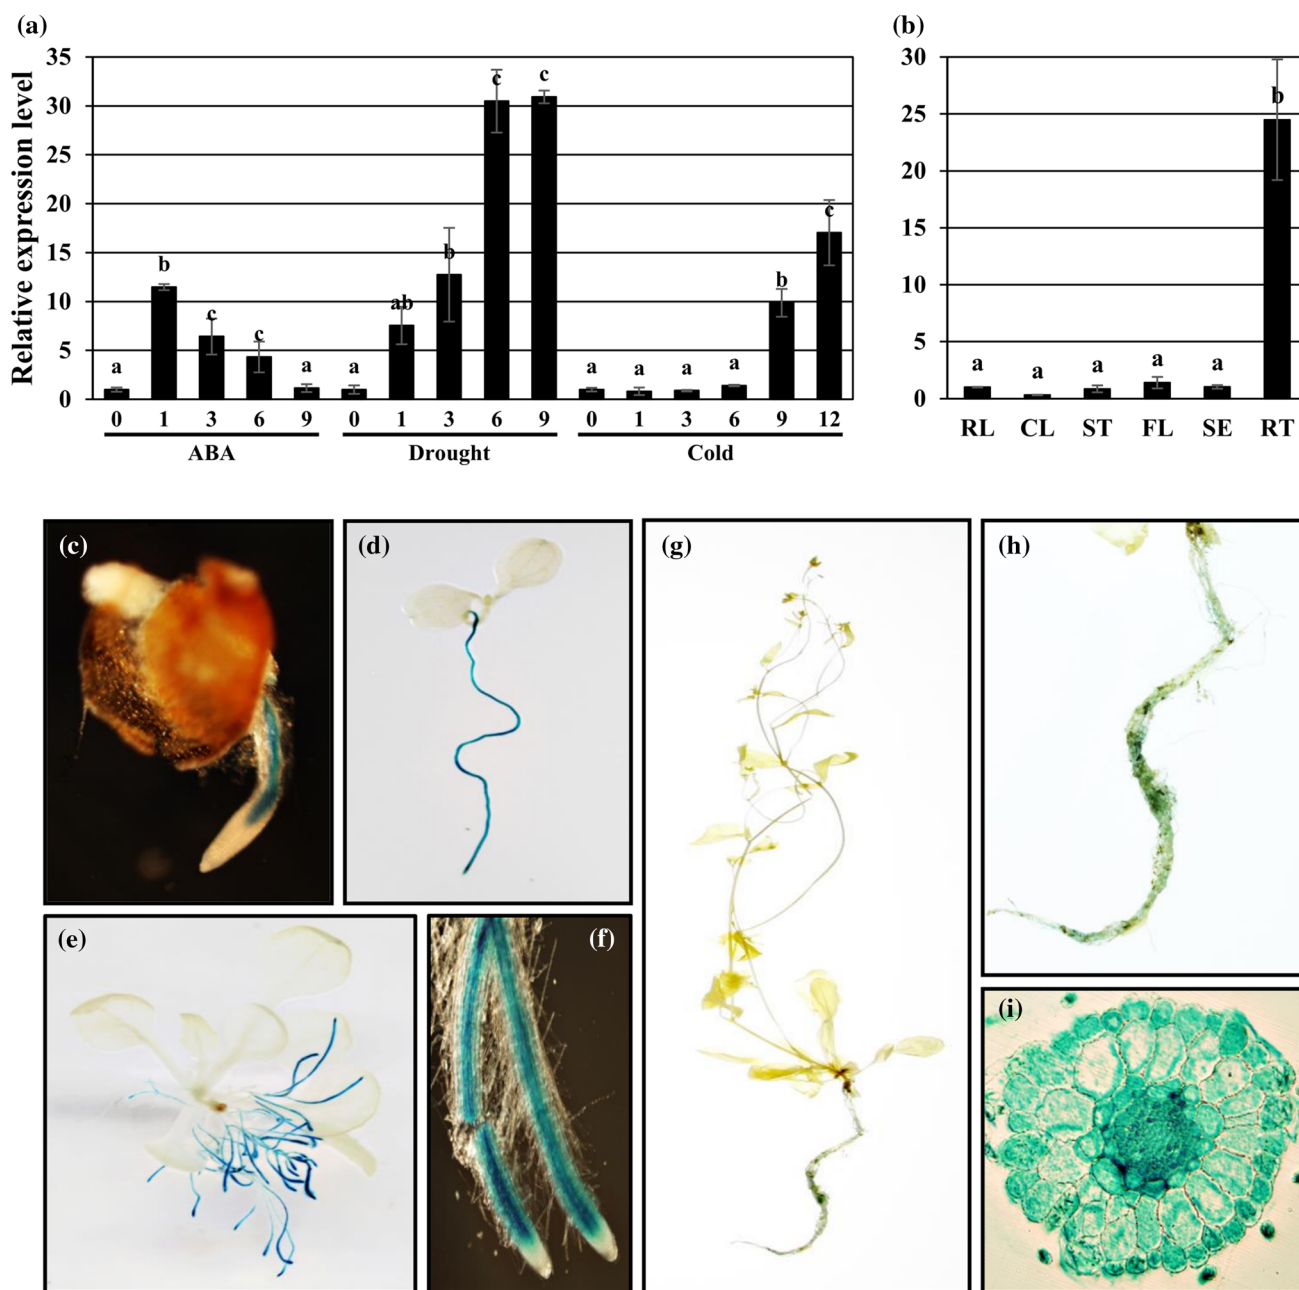 (a)
Relative expression level
35
30
25
20
15
10
5
0
a b c c a a ab b c c a a a a b c
0 1 3 6 9 0 1 3 6 9 0 1 3 6 9 12
ABA Drought Cold
(b)
30
25
20
15
10
5
0
a a a a a b
RL CL ST FL SE RT
(c)
(d)
(g)
(h)
(e)
(f)
(i)